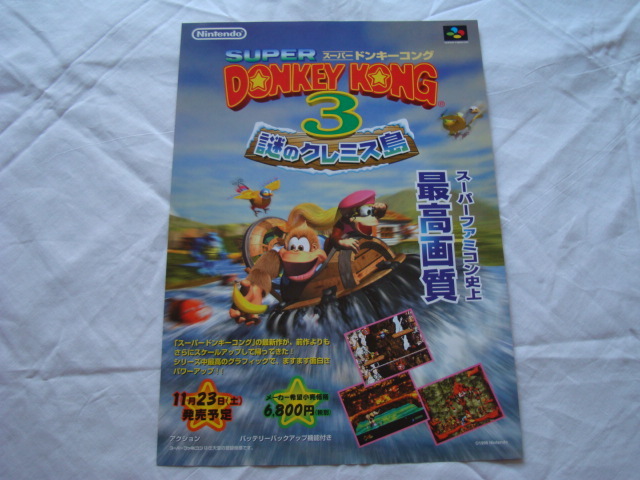 Nintendo
SUPER スーパードンキーコング
DONKEY KONG
3
謎のクレミス島
スーパーファミコン史上
最高画質
「スーパードンキーコング」の最新作が、前作よりも
さらにスケールアップして帰ってきた!
シリーズ中最高のグラフィックで、ますます面白さ
パワーアップ!!
11月23日(土)
発売予定
メーカー希望小売価格
6,800円(税別)
アクション
バッテリーバックアップ機能付き